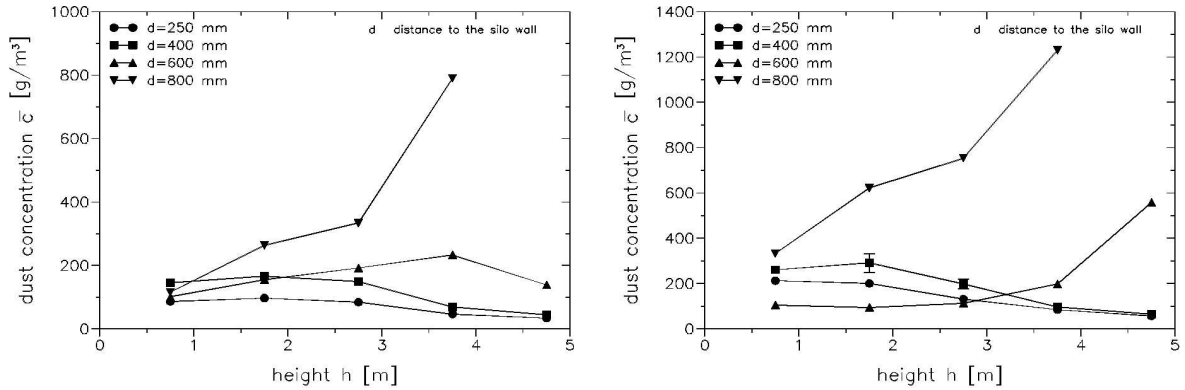 1000
800
600
400
200
0
0 1 2 3 4 5
dust concentration c̅ [g/m³]
height h [m]
d=250 mm
d=400 mm
d=600 mm
d=800 mm
d distance to the silo wall
1400
1200
1000
800
600
400
200
0
0 1 2 3 4 5
dust concentration c̅ [g/m³]
height h [m]
d=250 mm
d=400 mm
d=600 mm
d=800 mm
d distance to the silo wall